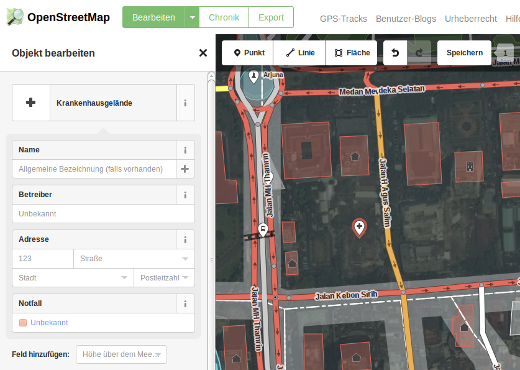 OpenStreetMap
Bearbeiten
Chronik
Export
GPS-Tracks
Benutzer-Blogs
Urheberrecht
Objekt bearbeiten
Punkt
Linie
Fläche
Speichern
1
Krankenhausgelände
Name
Allgemeine Bezeichnung (falls vorhanden)
Betreiber
Unbekannt
Adresse
123
Straße
Stadt
Postleitzahl
Notfall
Unbekannt
Feld hinzufügen:
Höhe über dem Mee...
Arjuna
Medan Merdeka Selatan
Jalan MH Thamrin
Jalan H Agus Salim
Jalan Kebon Sirih
Jalan MH Thamrin